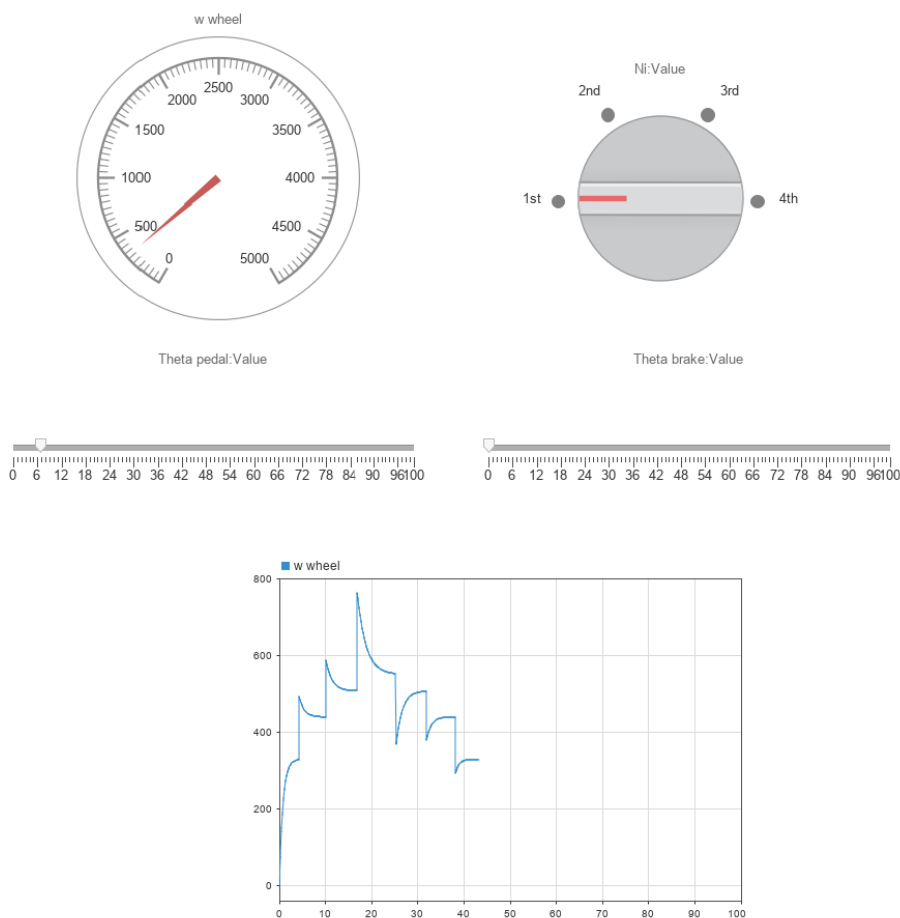 w wheel
0
500
1000
1500
2000
2500
3000
3500
4000
4500
5000
Ni:Value
1st
2nd
3rd
4th
Theta pedal:Value
0 6 12 18 24 30 36 42 48 54 60 66 72 78 84 90 96100
Theta brake:Value
0 6 12 18 24 30 36 42 48 54 60 66 72 78 84 90 96100
w wheel
800
600
400
200
0
0 10 20 30 40 50 60 70 80 90 100